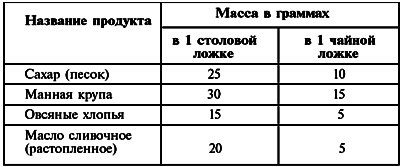 Название продукта Масса в граммах
в 1 столовой ложке в 1 чайной ложке
Сахар (песок) 25 10
Манная крупа 30 15
Овсяные хлопья 15 5
Масло сливочное
(растопленное) 20 5